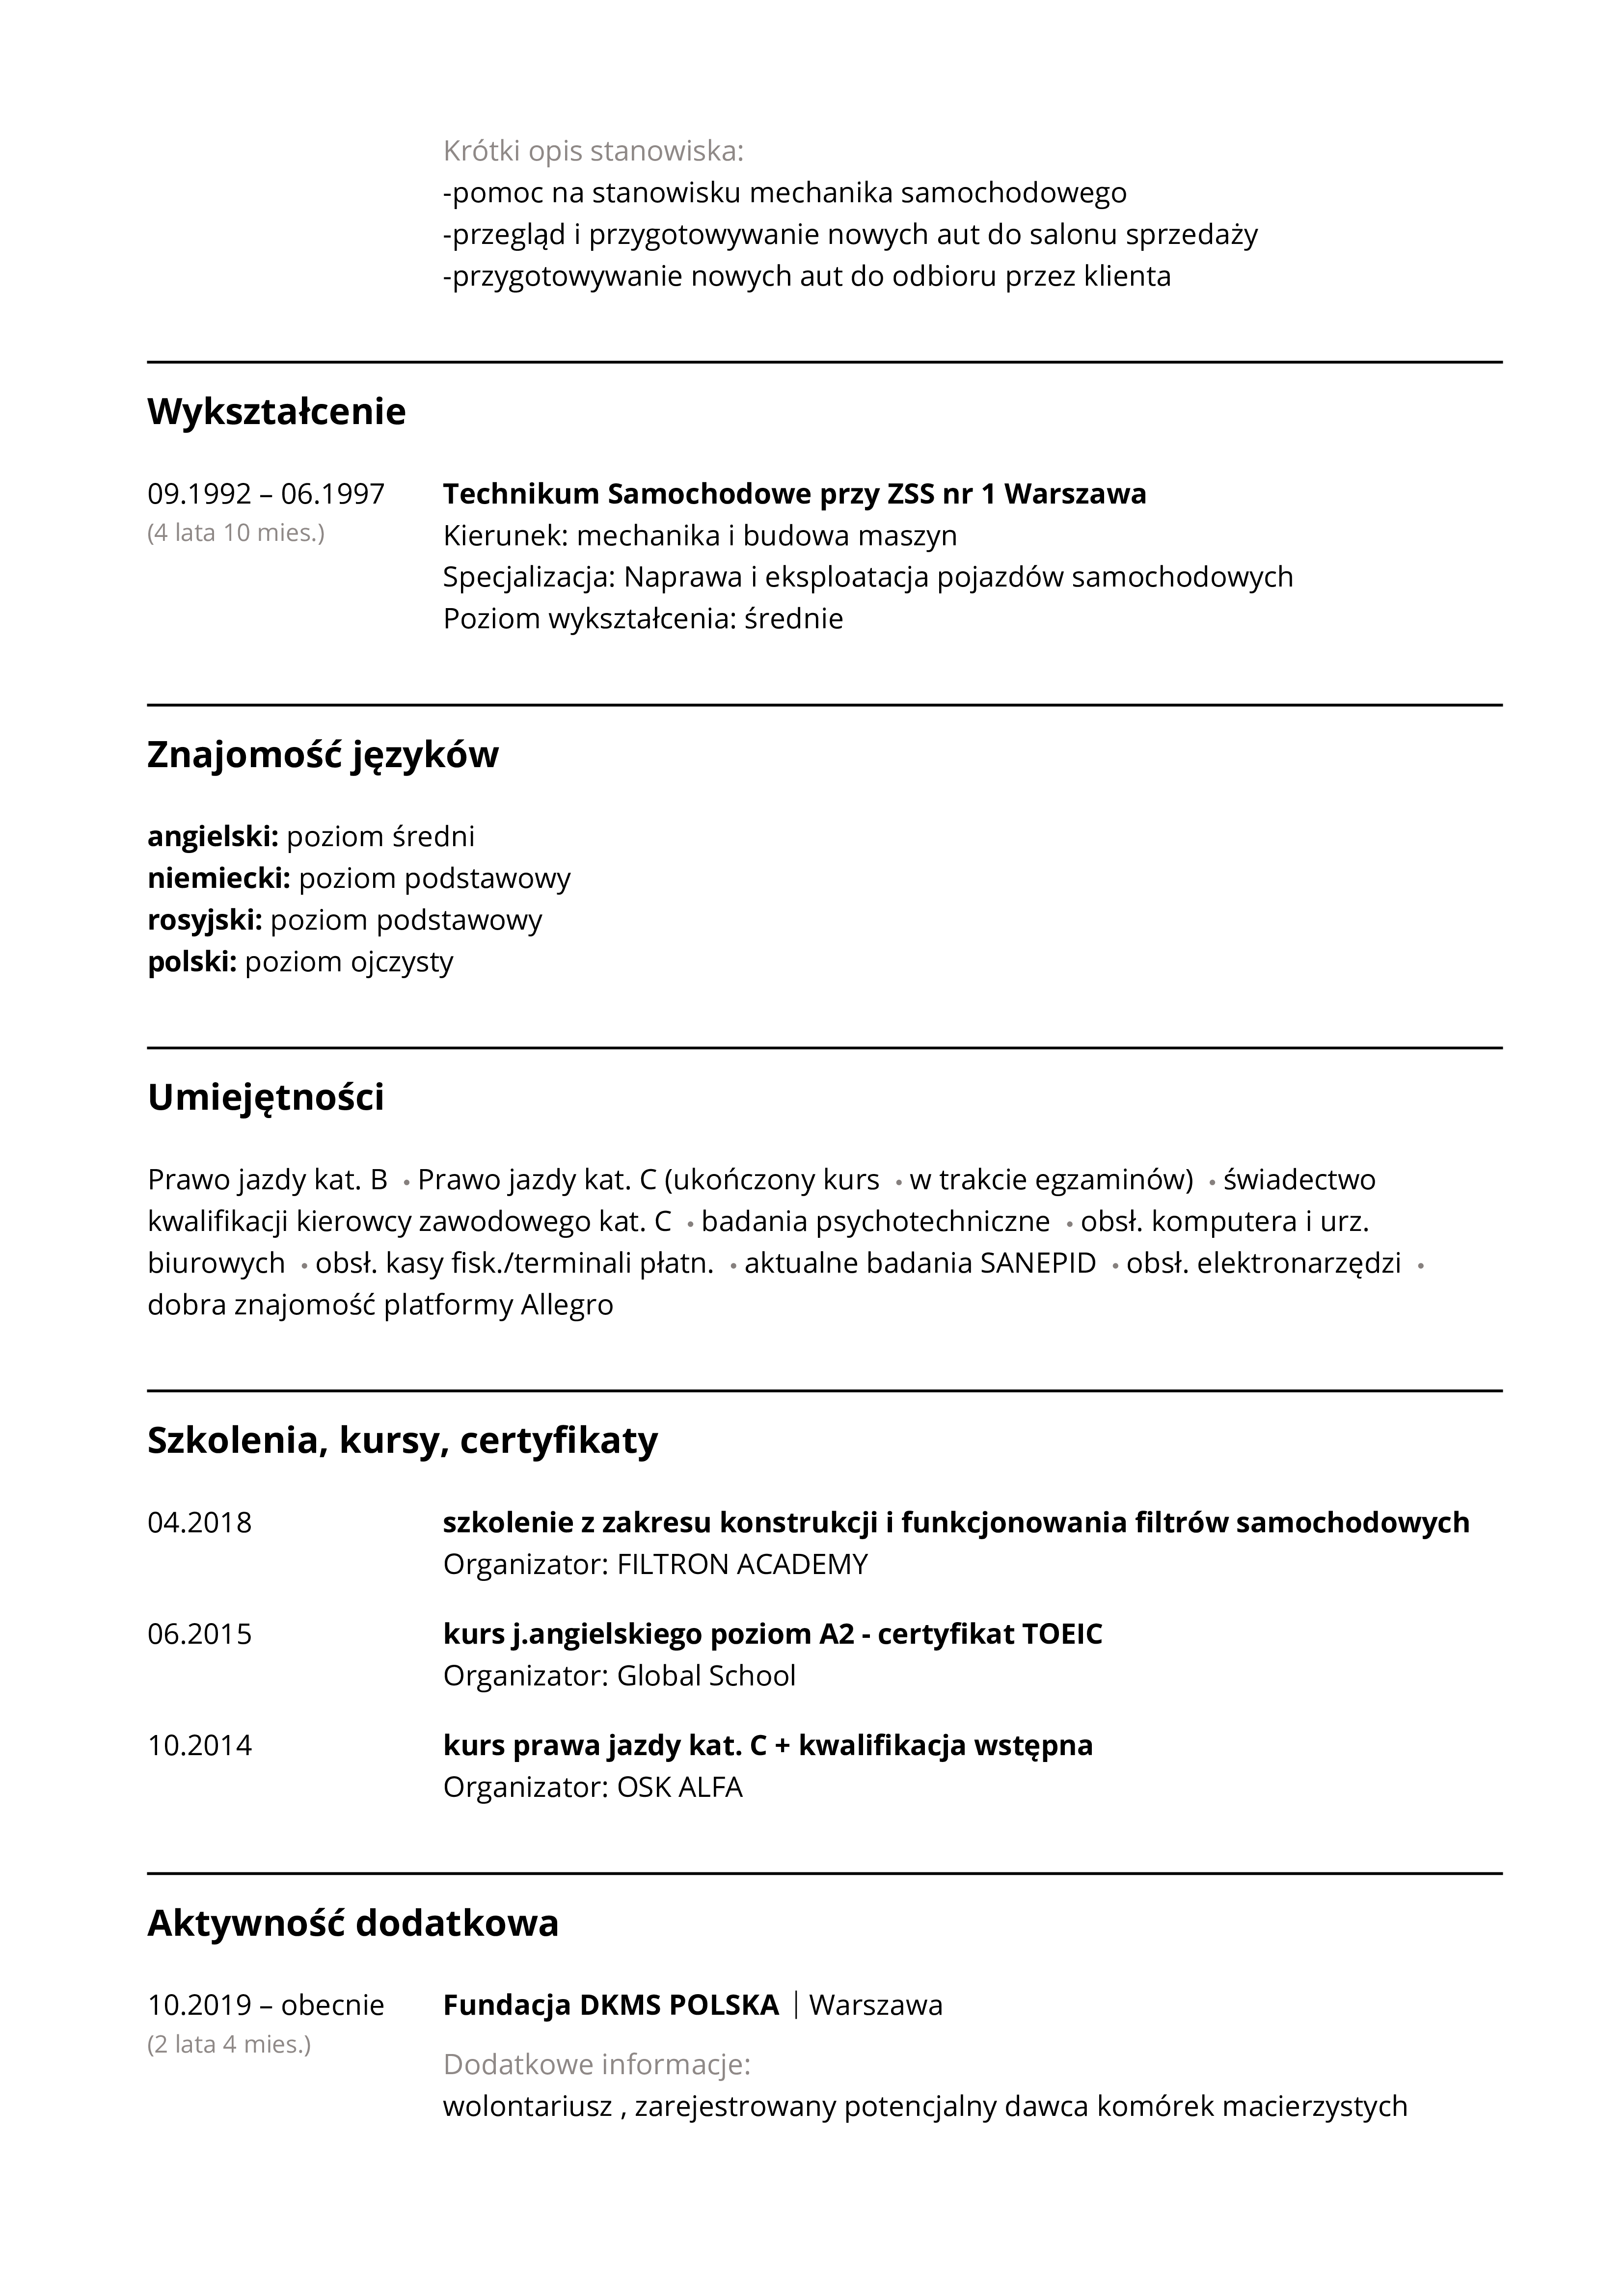 Krótki opis stanowiska:
-pomoc na stanowisku mechanika samochodowego
-przegląd i przygotowywanie nowych aut do salonu sprzedaży
-przygotowywanie nowych aut do odbioru przez klienta
Wykształcenie
09.1992 – 06.1997 Technikum Samochodowe przy ZSS nr 1 Warszawa
(4 lata 10 mies.) Kierunek: mechanika i budowa maszyn
Specjalizacja: Naprawa i eksploatacja pojazdów samochodowych
Poziom wykształcenia: średnie
Znajomość języków
angielski: poziom średni
niemiecki: poziom podstawowy
rosyjski: poziom podstawowy
polski: poziom ojczysty
Umiejętności
Prawo jazdy kat. B • Prawo jazdy kat. C (ukończony kurs • w trakcie egzaminów) • świadectwo
kwalifikacji kierowcy zawodowego kat. C • badania psychotechniczne • obsł. komputera i urz.
biurowych • obsł. kasy fisk./terminali płatn. • aktualne badania SANEPID • obsł. elektronarzędzi •
dobra znajomość platformy Allegro
Szkolenia, kursy, certyfikaty
04.2018 szkolenie z zakresu konstrukcji i funkcjonowania filtrów samochodowych
Organizator: FILTRON ACADEMY
06.2015 kurs j.angielskiego poziom A2 - certyfikat TOEIC
Organizator: Global School
10.2014 kurs prawa jazdy kat. C + kwalifikacja wstępna
Organizator: OSK ALFA
Aktywność dodatkowa
10.2019 – obecnie Fundacja DKMS POLSKA | Warszawa
(2 lata 4 mies.)
Dodatkowe informacje:
wolontariusz , zarejestrowany potencjalny dawca komórek macierzystych